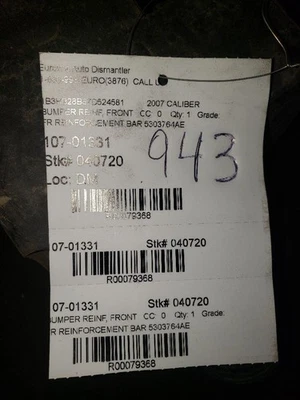 Auto Dismantler
EURO(3876) CALL
2007 CALIBER
BUMPER REINF, FRONT CC 0 Qty: 1 Grade:
FR REINFORCEMENT BAR 5303764AE
107-01331
943
Stk# 040720
Loc: DM
R00079368
07-01331 Stk# 040720
R00079368
07-01331 Stk# 040720
BUMPER REINF, FRONT CC 0 Qty: 1 Grade:
FR REINFORCEMENT BAR 5303764AE
R00079368